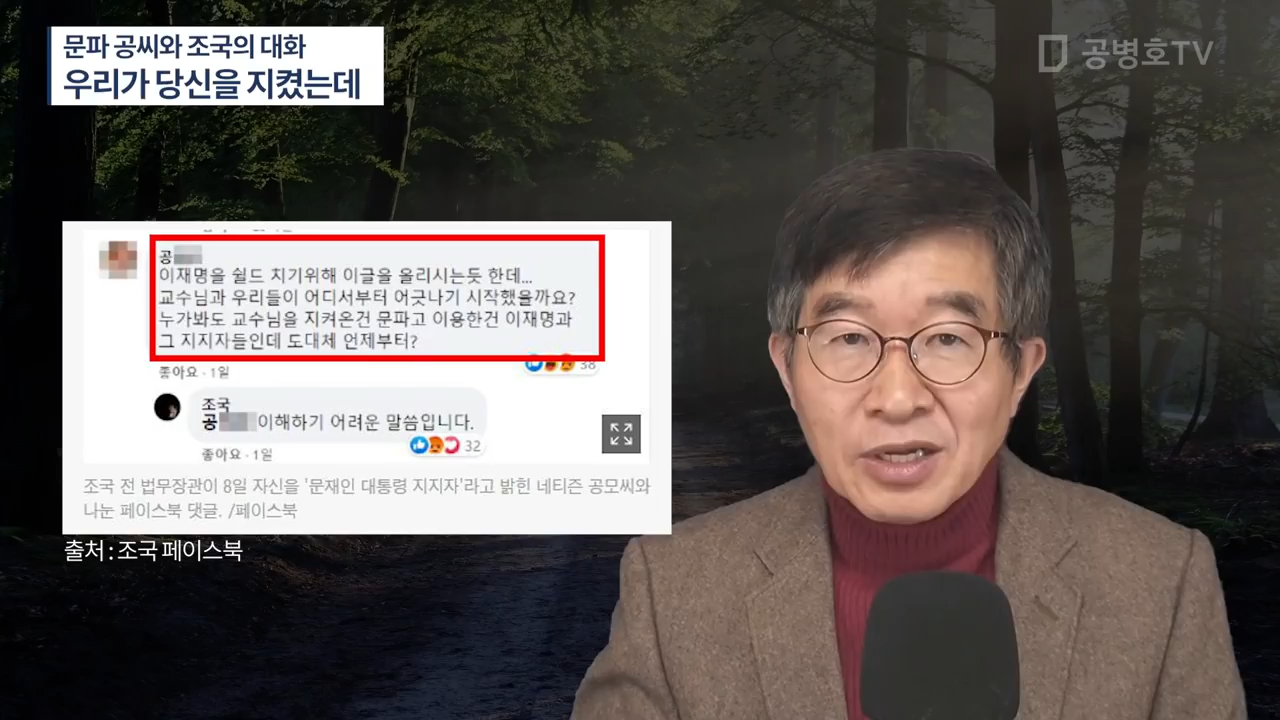 문파 공씨와 조국의 대화
우리가 당신을 지켰는데
공병호TV
공
이재명을 쉴드 치기위해 이글을 올리시는듯 한데...
교수님과 우리들이 어디서부터 어긋나기 시작했을까요?
누가봐도 교수님을 지켜온건 문파고 이용한건 이재명과
그 지지자들인데 도대체 언제부터?
좋아요 · 1일
38
조국
공 이해하기 어려운 말씀입니다.
좋아요 · 1일
32
조국 전 법무장관이 8일 자신을 '문재인 대통령 지지자'라고 밝힌 네티즌 공모씨와
나눈 페이스북 댓글. /페이스북
출처 : 조국 페이스북